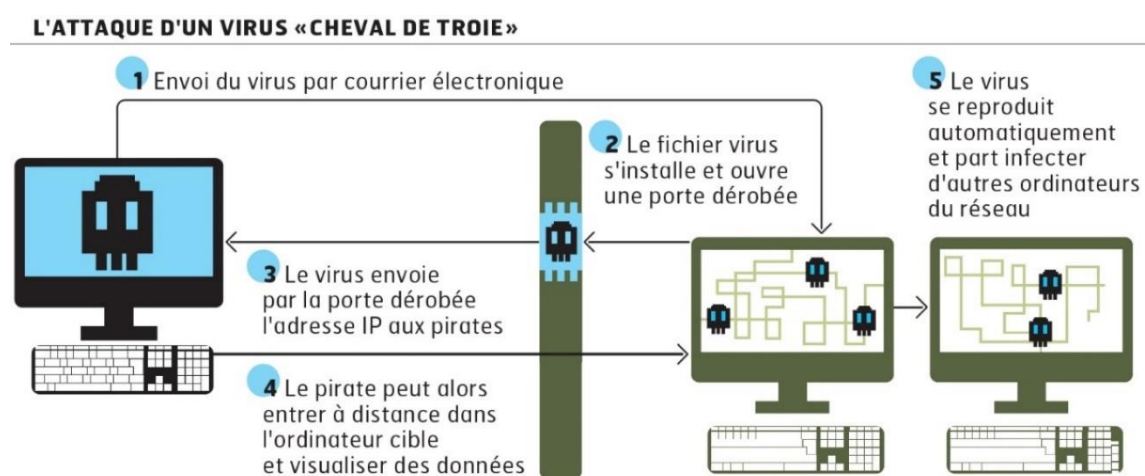 L'ATTAQUE D'UN VIRUS «CHEVAL DE TROIE»
1 Envoi du virus par courrier électronique
2 Le fichier virus
s'installe et ouvre
une porte dérobée
3 Le virus envoie
par la porte dérobée
l'adresse IP aux pirates
4 Le pirate peut alors
entrer à distance dans
l'ordinateur cible
et visualiser des données
5 Le virus
se reproduit
automatiquement
et part infecter
d'autres ordinateurs
du réseau